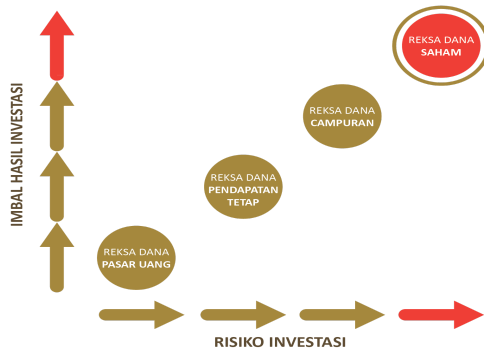 REKSA DANA
SAHAM
REKSA DANA
CAMPURAN
REKSA DANA
PENDAPATAN
TETAP
REKSA DANA
PASAR UANG
IMBAL HASIL INVESTASI
RISIKO INVESTASI